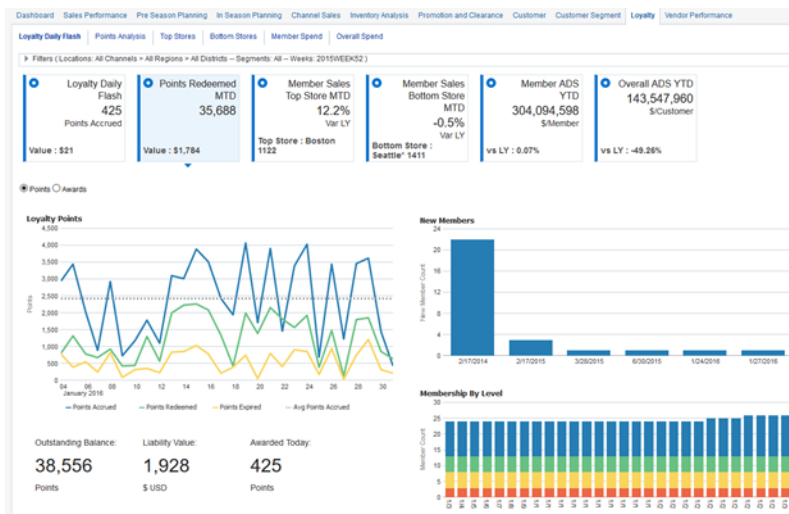 Dashboard Sales Performance Pre Season Planning In Season Planning Channel Sales Inventory Analysis Promotion and Clearance Customer Customer Segment Loyalty Vendor Performance
Loyalty Daily Flash Points Analysis Top Stores Bottom Stores Member Spend Overall Spend
Filters ( Locations: All Channels > All Regions > All Districts -- Segments: All -- Weeks: 2015WEEK52 )
Loyalty Daily
Flash
425
Points Accrued
Value : $21
Points Redeemed
MTD
35,688
Value : $1,784
Member Sales
Top Store MTD
12.2%
Var LY
Top Store : Boston
1122
Member Sales
Bottom Store
MTD
-0.5%
Var LY
Bottom Store :
Seattle* 1411
Member ADS
YTD
304,094,598
$/Member
vs LY : 0.07%
Overall ADS YTD
143,547,960
$/Customer
vs LY : -49.26%
Points Awards
Loyalty Points
4,500
4,000
3,500
3,000
2,500
2,000
1,500
1,000
500
0
Points
04 06 08 10 12 14 16 18 20 22 24 26 28 30
January 2016
Points Accrued Points Redeemed Points Expired Avg Points Accrued
Outstanding Balance:
38,556
Points
Liability Value:
1,928
$ USD
Awarded Today:
425
Points
New Members
24
20
16
12
8
4
0
New Member Count
2/17/2014 2/17/2015 3/28/2015 6/30/2015 1/24/2016 1/27/2016
Membership By Level
30
25
20
15
10
5
0
Member Count